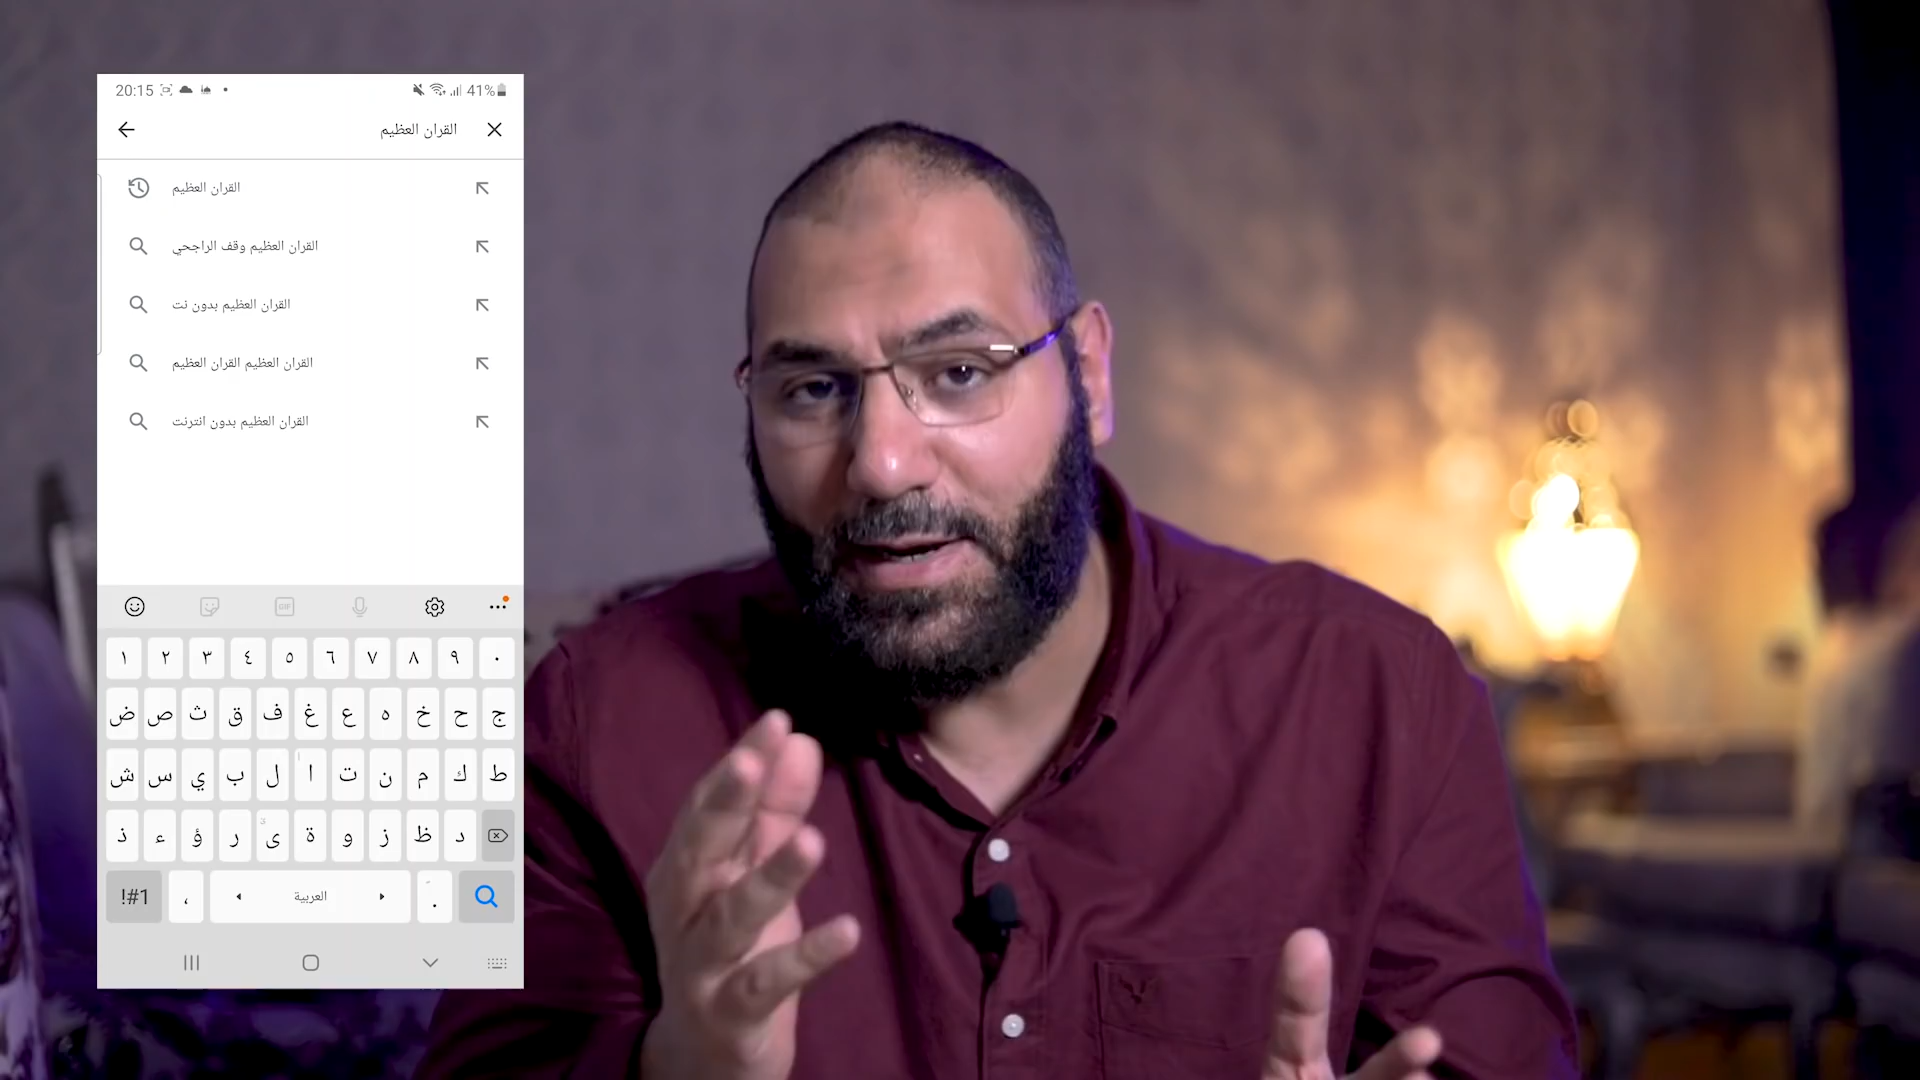 20:15
41%
القران العظيم
القران العظيم
القران العظيم وقف الراجحي
القران العظيم بدون نت
القران العظيم القران العظيم
القران العظيم بدون انترنت
GIF
١ ٢ ٣ ٤ ٥ ٦ ٧ ٨ ٩ ٠
ض ص ث ق ف غ ع ه خ ح ج
ش س ي ب ل ا ت ن م ك ط
ذ ء ؤ ر ى ة و ز ظ د
!#1 ، العربية .